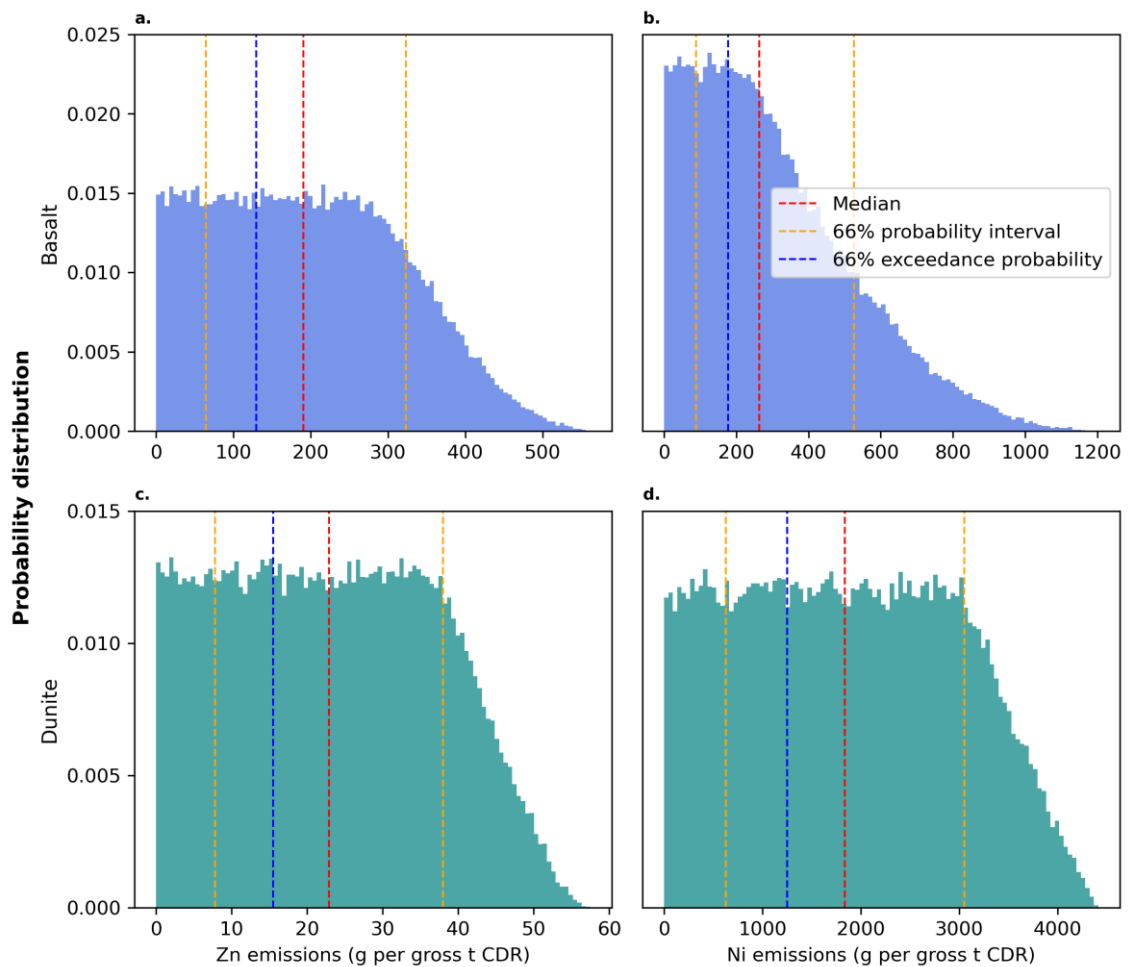 a.
b.
Probability distribution
Basalt
0.025
0.020
0.015
0.010
0.005
0.000
0 100 200 300 400 500
Median
66% probability interval
66% exceedance probability
0 200 400 600 800 1000 1200
c.
d.
Dunite
0.015
0.010
0.005
0.000
0 10 20 30 40 50 60
0 1000 2000 3000 4000
Zn emissions (g per gross t CDR)
Ni emissions (g per gross t CDR)